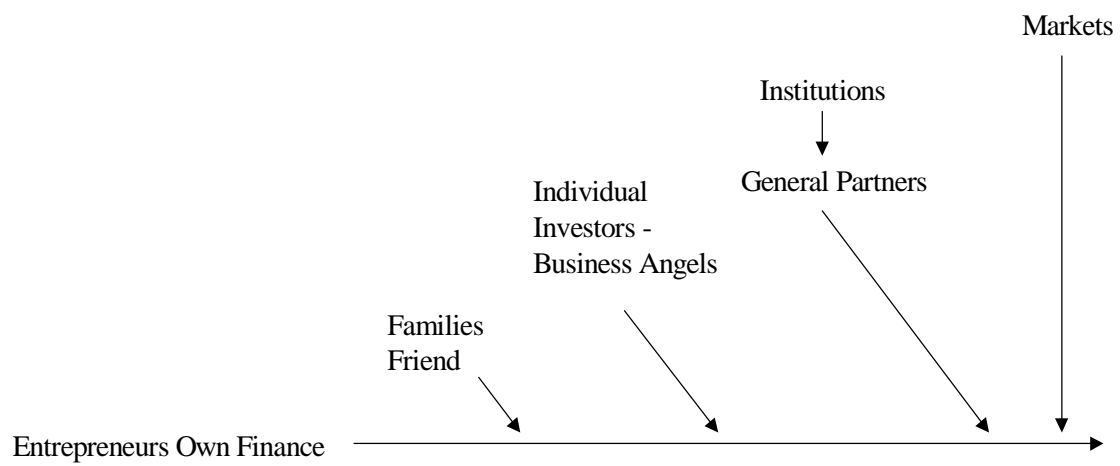 Markets
Institutions
General Partners
Individual
Investors -
Business Angels
Families
Friend
Entrepreneurs Own Finance